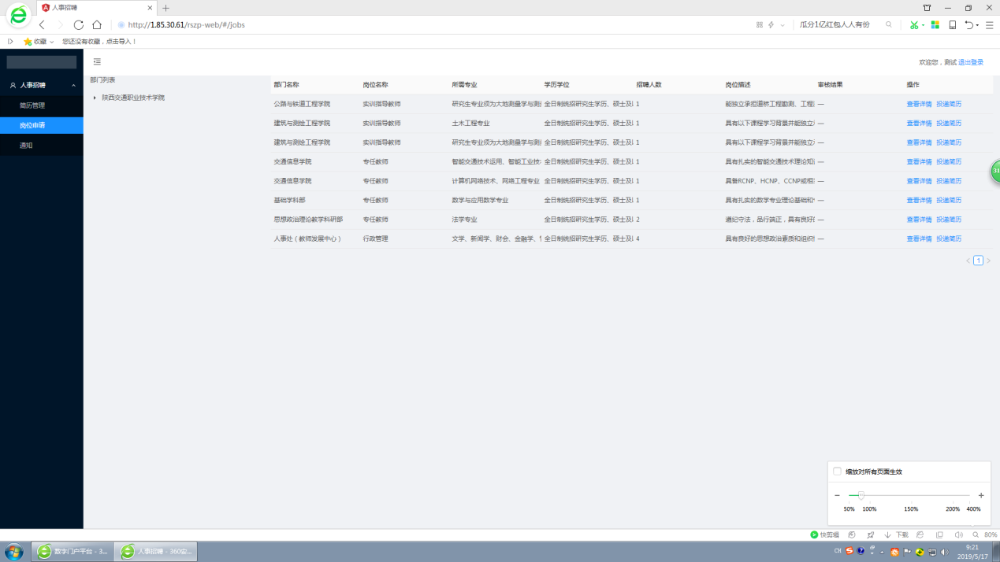 人事招聘
http://1.85.30.61/rszp-web/#/jobs
瓜分1亿红包人人有份
收藏 您还没有收藏，点击导入！
欢迎您，测试 退出登录
人事招聘
简历管理
岗位申请
通知
部门列表
陕西交通职业技术学院
部门名称 岗位名称 所需专业 学历学位 招聘人数 岗位描述 审核结果 操作
公路与铁道工程学院 实训指导教师 研究生专业须为大地测量学与测 全日制统招研究生学历、硕士及 1 能独立承担道桥工程勘测、工程 — 查看详情 投递简历
建筑与测绘工程学院 实训指导教师 土木工程专业 全日制统招研究生学历、硕士及 1 具有以下课程学习背景并能独立 — 查看详情 投递简历
建筑与测绘工程学院 实训指导教师 研究生专业须为大地测量学与测 全日制统招研究生学历、硕士及 1 具有以下课程学习背景并能独立 — 查看详情 投递简历
交通信息学院 专任教师 智能交通技术运用、智能工业技 全日制统招研究生学历、硕士及 1 具有扎实的智能交通技术理论知 — 查看详情 投递简历
交通信息学院 专任教师 计算机网络技术、网络工程专业 全日制统招研究生学历、硕士及 1 具备RCNP、HCNP、CCNP或相 — 查看详情 投递简历
基础学科部 专任教师 数学与应用数学专业 全日制统招研究生学历、硕士及 1 具有扎实的数学专业理论基础和 — 查看详情 投递简历
思想政治理论教学科研部 专任教师 法学专业 全日制统招研究生学历、硕士及 2 遵纪守法，品行端正，具有良好 — 查看详情 投递简历
人事处（教师发展中心） 行政管理 文学、新闻学、财会、金融学、 全日制统招研究生学历、硕士及 4 具有良好的思想政治素质和组织 — 查看详情 投递简历
1
31
缩放对所有页面生效
50% 100% 150% 200% 400%
快剪辑 下载 80%
数字门户平台 - 3...
人事招聘 - 360安...
CH
9:21
2019/5/17